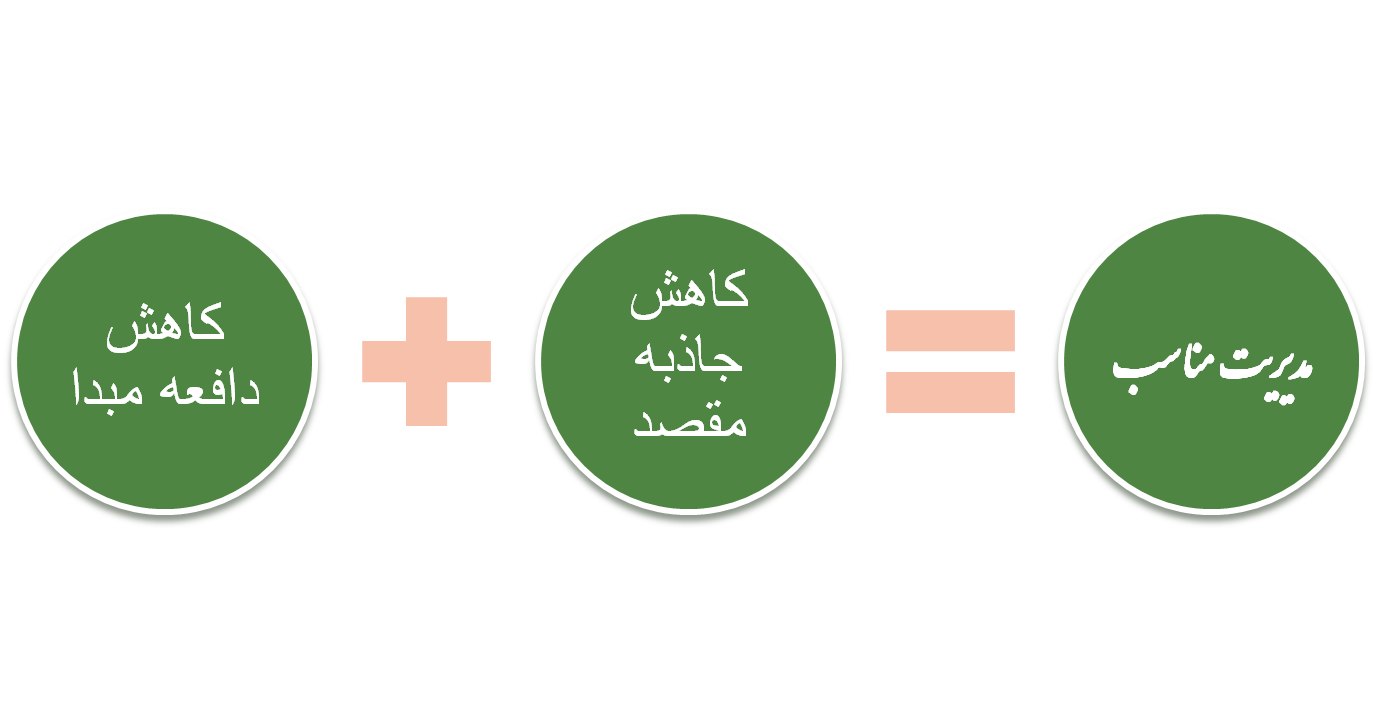 کاهش
دافعه مبدا
کاهش
جاذبه
مقصد
مدیریت مناسب